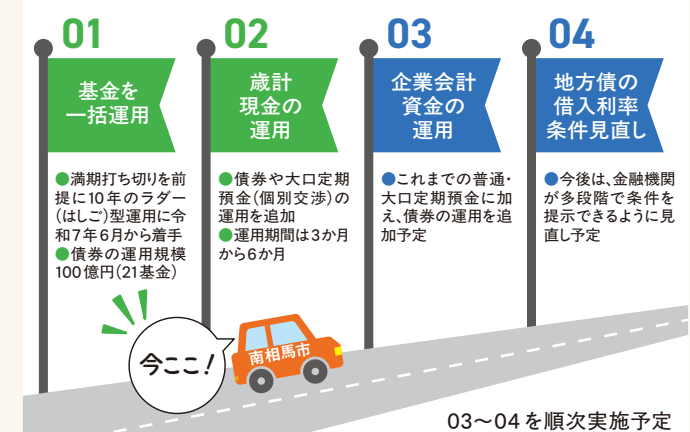 01
基金を
一括運用
●満期打ち切りを前
提に10年のラダー
(はしご)型運用に令
和7年6月から着手
●債券の運用規模
100億円(21基金)
02
歳計
現金の
運用
●債券や大口定期
預金(個別交渉)の
運用を追加
●運用期間は3か月
から6か月
03
企業会計
資金の
運用
●これまでの普通・
大口定期預金に加
え、債券の運用を追
加予定
04
地方債の
借入利率
条件見直し
●今後は、金融機関
が多段階で条件を
提示できるように見
直し予定
今ここ!
南相馬市
03〜04を順次実施予定